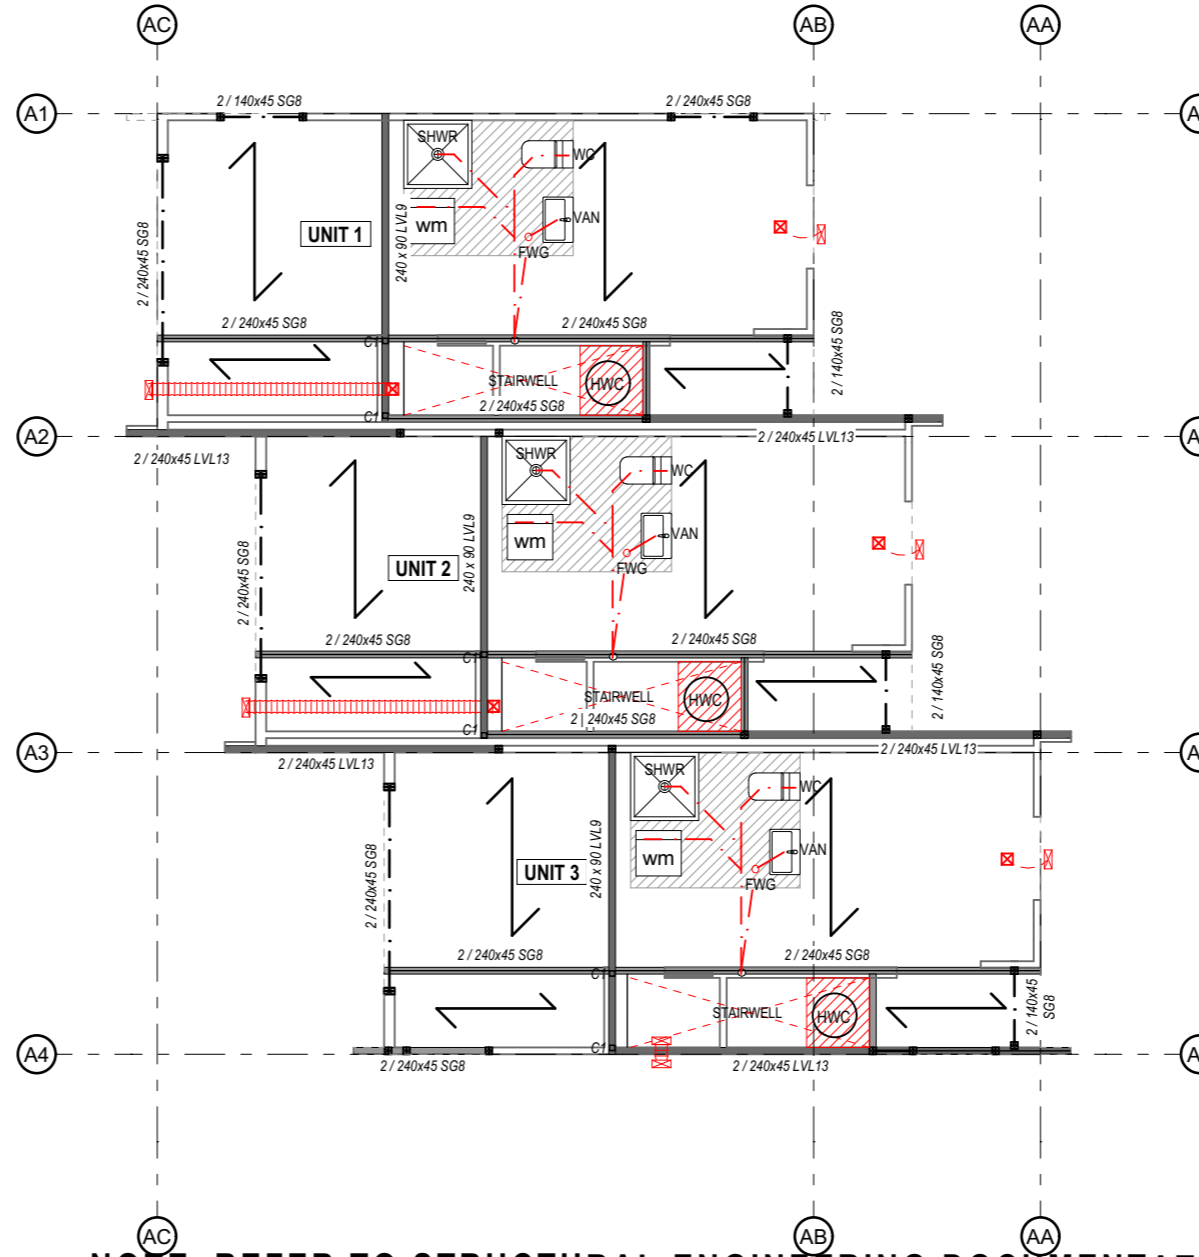 AC AB AA
A1 2 / 140x45 SG8 2 / 240x45 SG8 A
SHWR WC
2 / 240x45 SG8 UNIT 1 240 x 90 LVL9 wm VAN
FWG
2 / 240x45 SG8 2 / 240x45 SG8 2 / 140x45 SG8
C1
STAIRWELL HWC
2 / 240x45 SG8
C1
A2 2 / 240x45 LVL13 A
2 / 240x45 LVL13
SHWR WC
2 / 240x45 SG8 UNIT 2 240 x 90 LVL9 wm VAN
FWG
2 / 240x45 SG8 2 / 240x45 SG8 2 / 140x45 SG8
C1
STAIRWELL HWC
2 | 240x45 SG8
C1
A3 2 / 240x45 LVL13 A
2 / 240x45 LVL13
SHWR WC
2 / 240x45 SG8 UNIT 3 240 x 90 LVL9 wm VAN
FWG
2 / 240x45 SG8 2 / 240x45 SG8
C1 2 / 140x45
SG8
STAIRWELL HWC
C1
A4 A
2 / 240x45 SG8 2 / 240x45 LVL13
AC AB AA